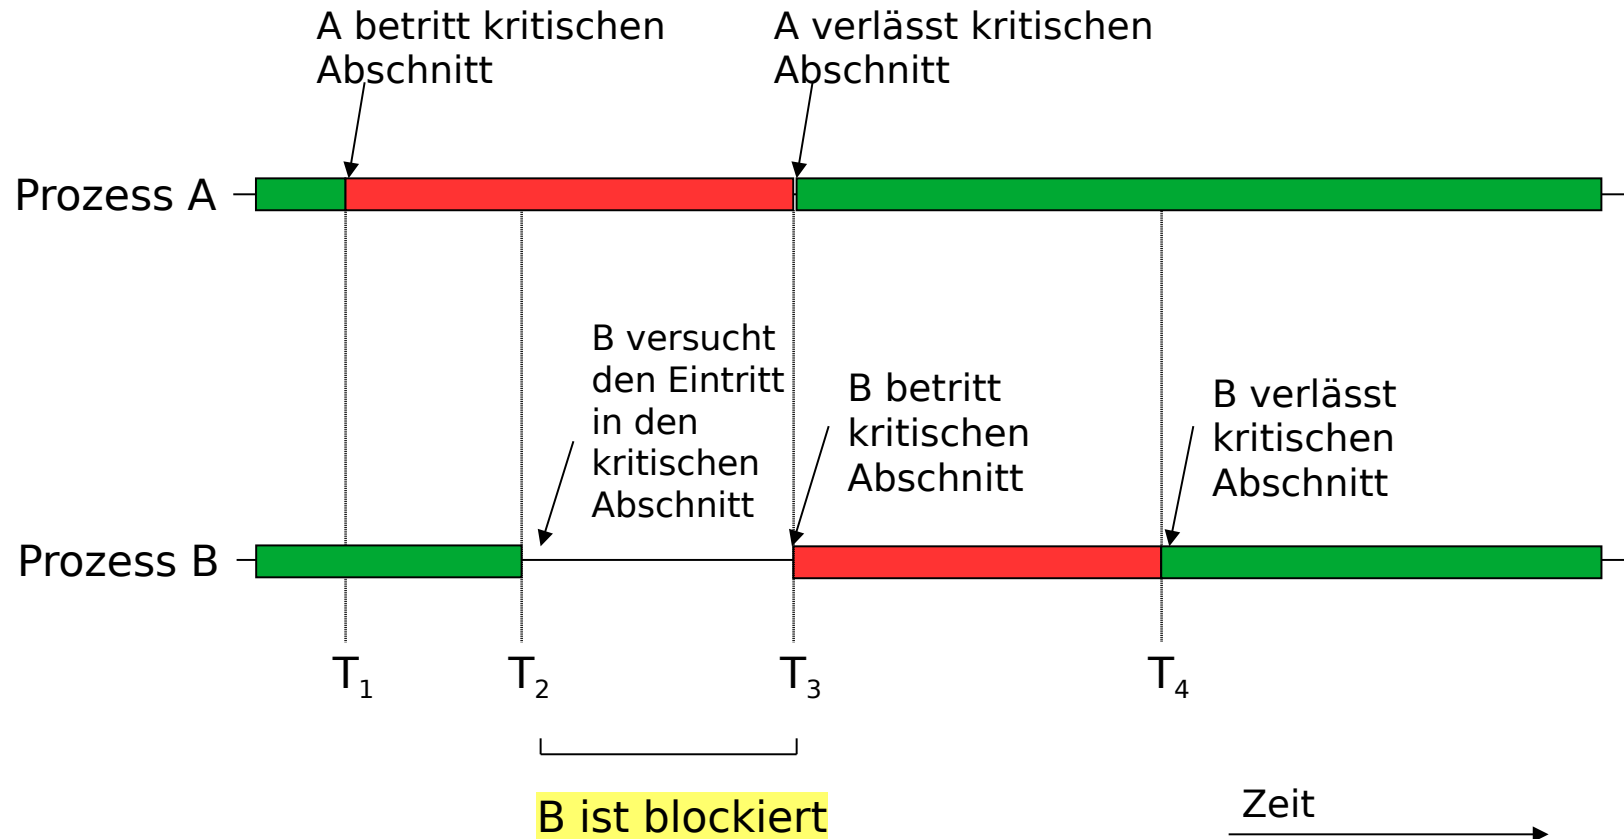 A betritt kritischen
Abschnitt
A verlässt kritischen
Abschnitt
Prozess A
B versucht
den Eintritt
in den
kritischen
Abschnitt
B betritt
kritischen
Abschnitt
B verlässt
kritischen
Abschnitt
Prozess B
T1
T2
T3
T4
B ist blockiert
Zeit